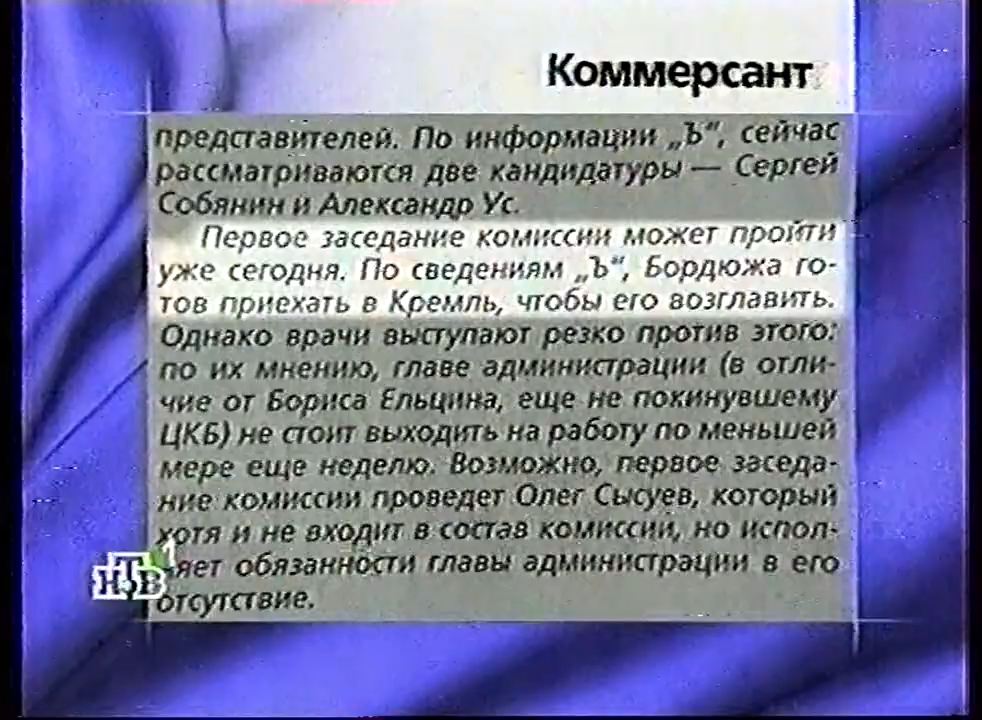 Коммерсант
представителей. По информации „Ъ“, сейчас
рассматриваются две кандидатуры — Сергей
Собянин и Александр Ус.
Первое заседание комиссии может пройти
уже сегодня. По сведениям „Ъ“, Бордюжа го-
тов приехать в Кремль, чтобы его возглавить.
Однако врачи выступают резко против этого:
по их мнению, главе администрации (в отли-
чие от Бориса Ельцина, еще не покинувшему
ЦКБ) не стоит выходить на работу по меньшей
мере еще неделю. Возможно, первое заседа-
ние комиссии проведет Олег Сысуев, который
хотя и не входит в состав комиссии, но испол-
няет обязанности главы администрации в его
отсутствие.
НТВ